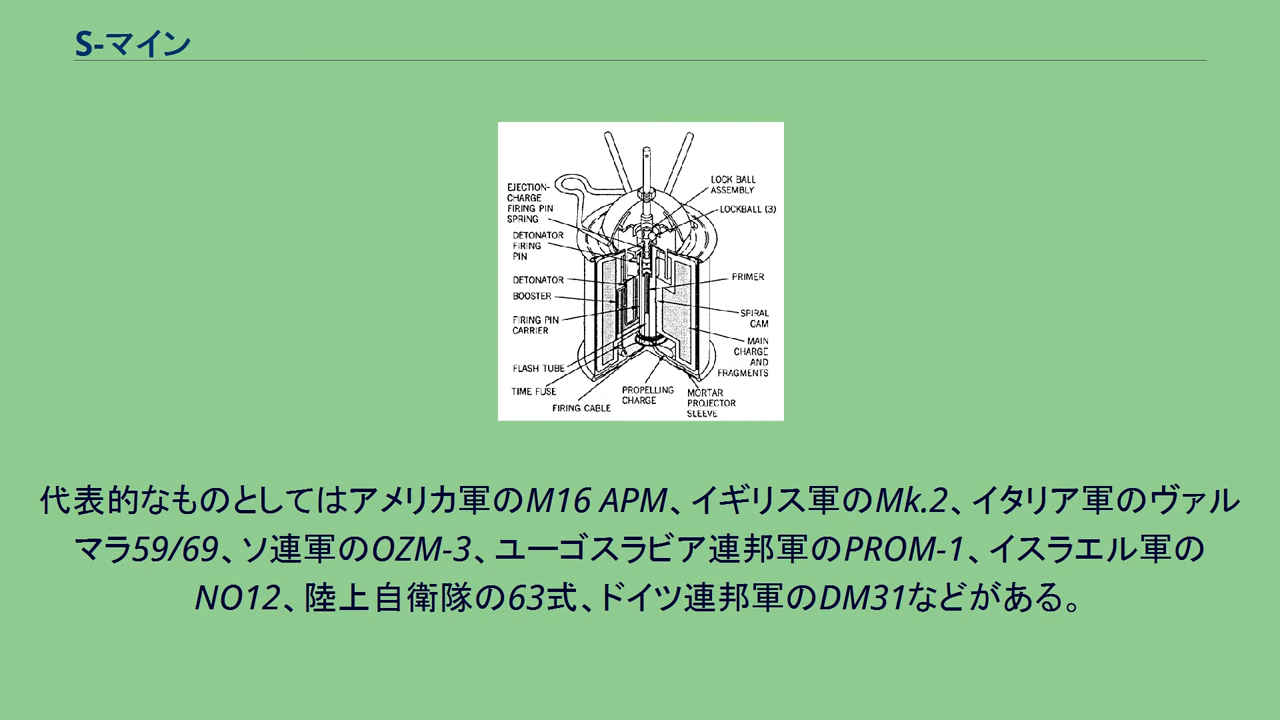 S-マイン
EJECTION-
CHARGE
FIRING PIN
SPRING
DETONATOR
FIRING
PIN
DETONATOR
BOOSTER
FIRING PIN
CARRIER
FLASH TUBE
TIME FUSE
FIRING CABLE
PROPELLING
CHARGE
LOCK BALL
ASSEMBLY
LOCKBALL (3)
PRIMER
SPIRAL
CAM
MAIN
CHARGE
AND
FRAGMENTS
MORTAR
PROJECTOR
SLEEVE
代表的なものとしてはアメリカ軍のM16 APM、イギリス軍のMk.2、イタリア軍のヴァル
マラ59/69、ソ連軍のOZM-3、ユーゴスラビア連邦軍のPROM-1、イスラエル軍の
NO12、陸上自衛隊の63式、ドイツ連邦軍のDM31などがある。